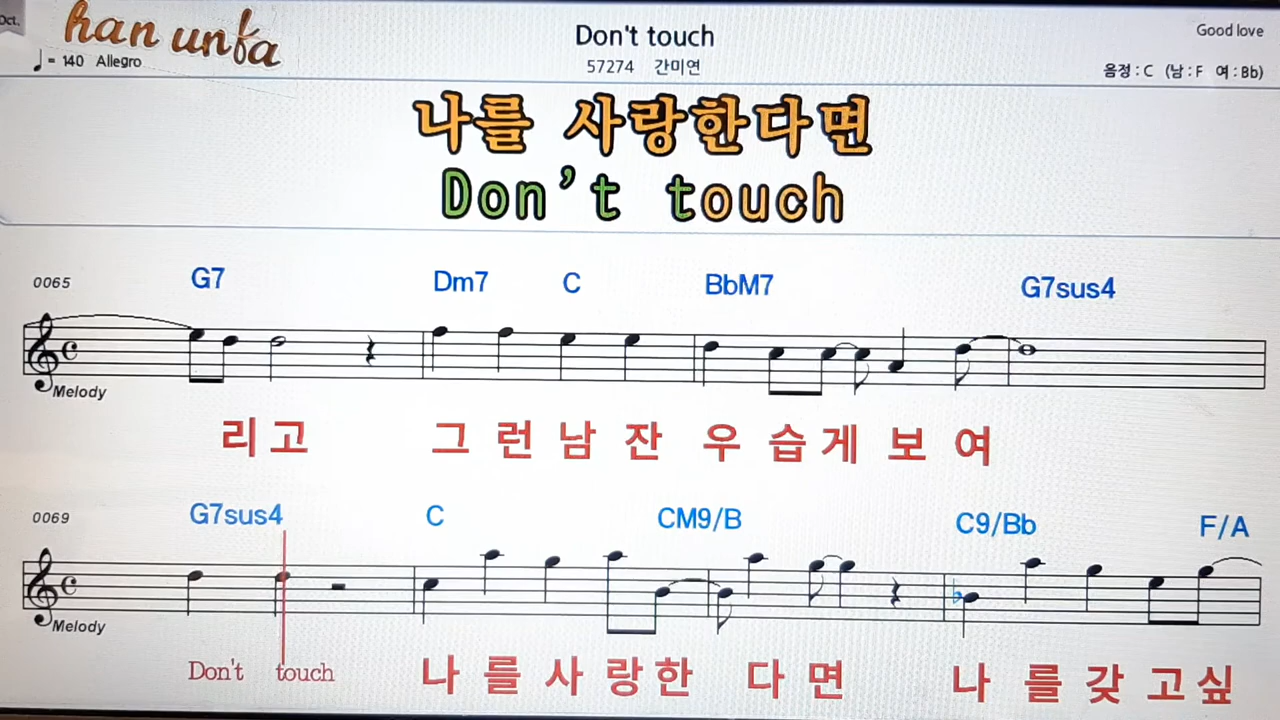 Oct.
han unfa
Don't touch
Good love
♩= 140 Allegro
57274 간미연
음정 : C (남 : F 여 : Bb)
나를 사랑한다면
Don't touch
0065 G7 Dm7 C BbM7 G7sus4
Melody
리고 그런남잔 우습게보여
0069 G7sus4 C CM9/B C9/Bb F/A
Melody
Don't touch 나를사랑한 다면 나를갖고싶